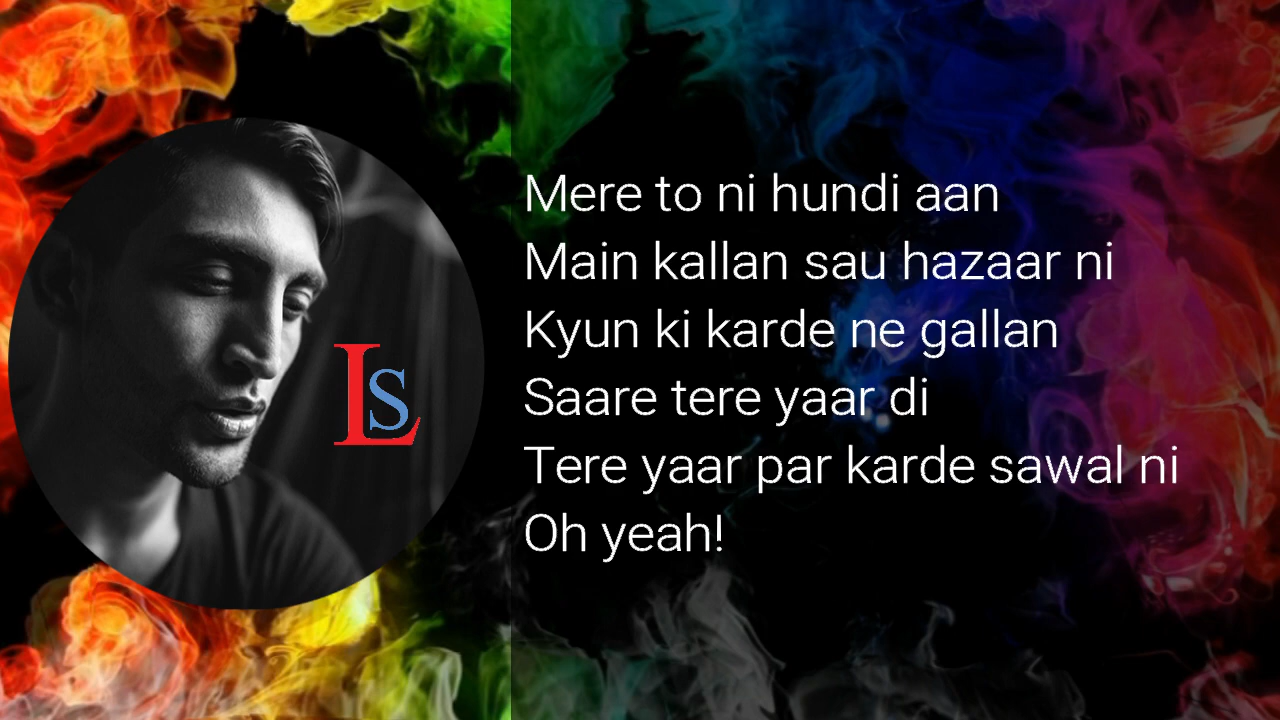 LS
Mere to ni hundi aan
Main kallan sau hazaar ni
Kyun ki karde ne gallan
Saare tere yaar di
Tere yaar par karde sawal ni
Oh yeah!